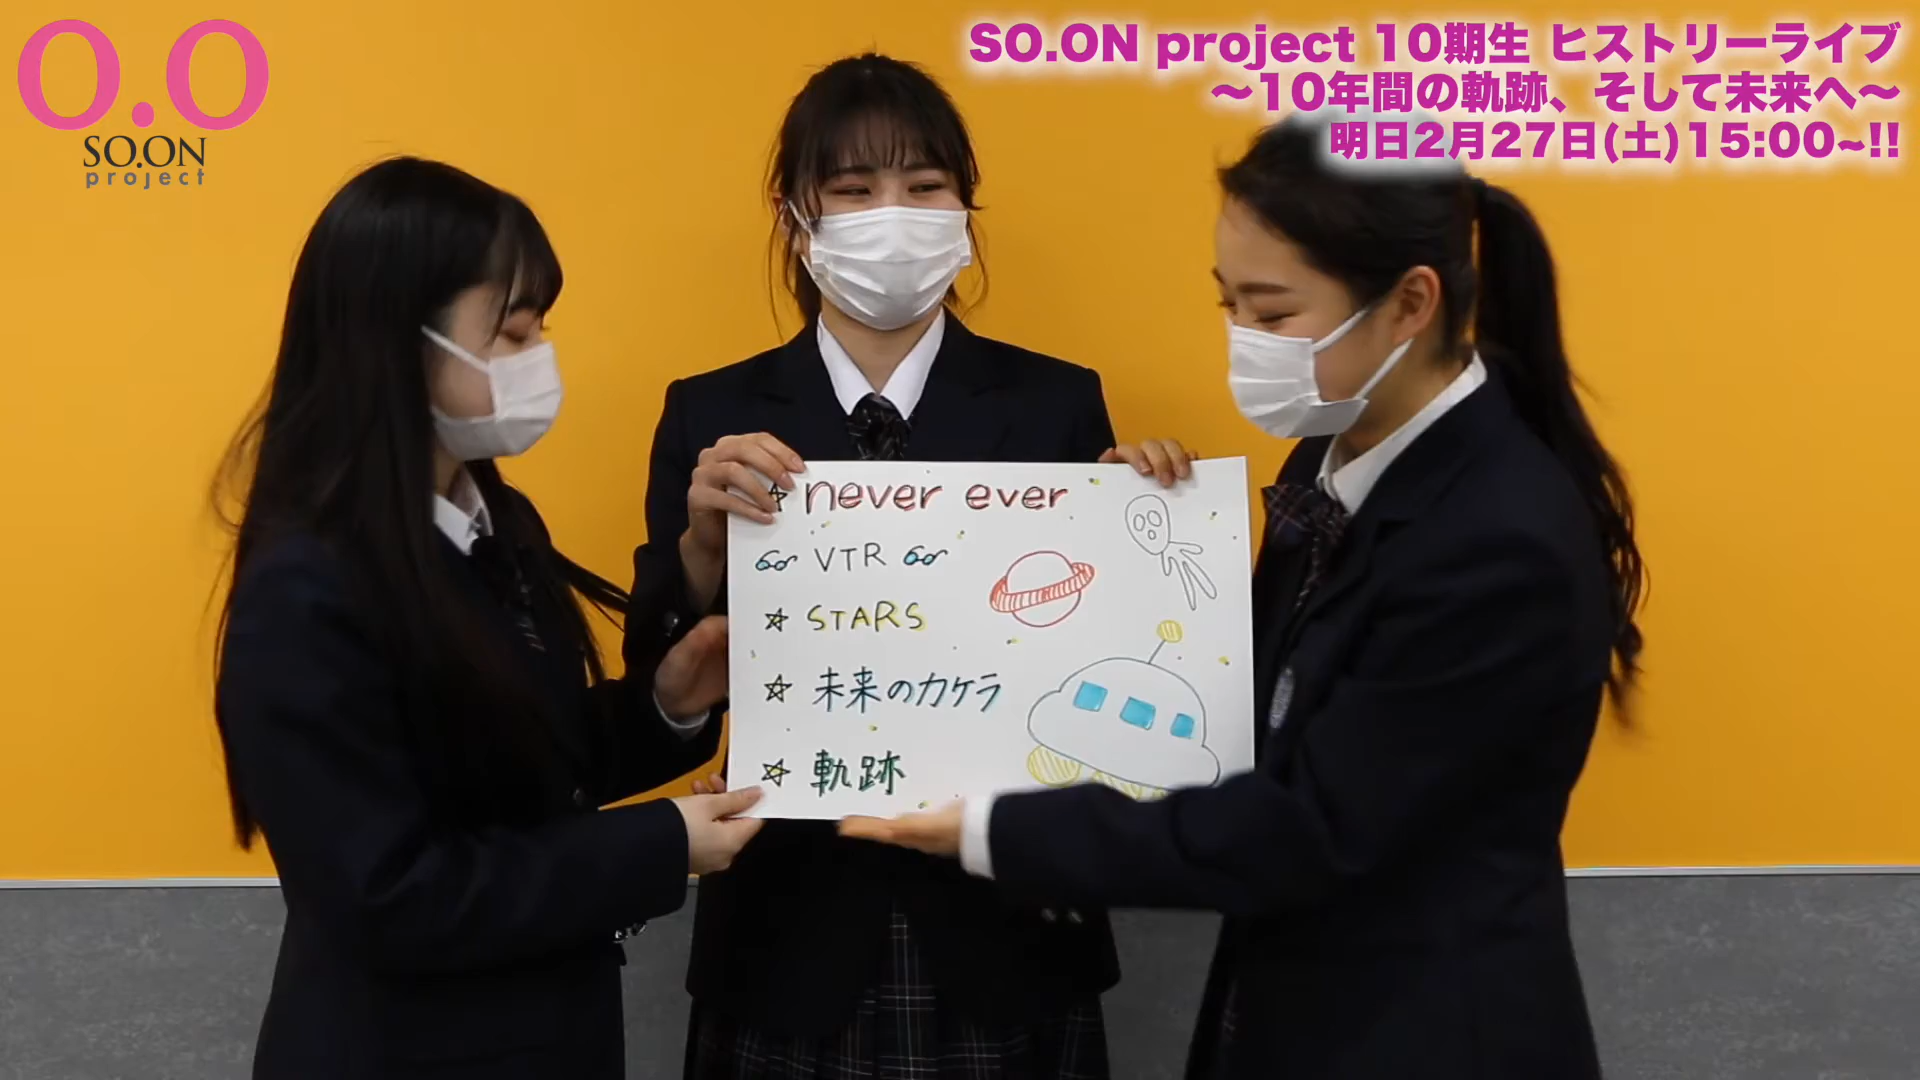 O.O
SO.ON
project
SO.ON project 10期生 ヒストリーライブ
〜10年間の軌跡、そして未来へ〜
明日2月27日(土)15:00~!!
never ever
VTR
STARS
未来のカケラ
軌跡